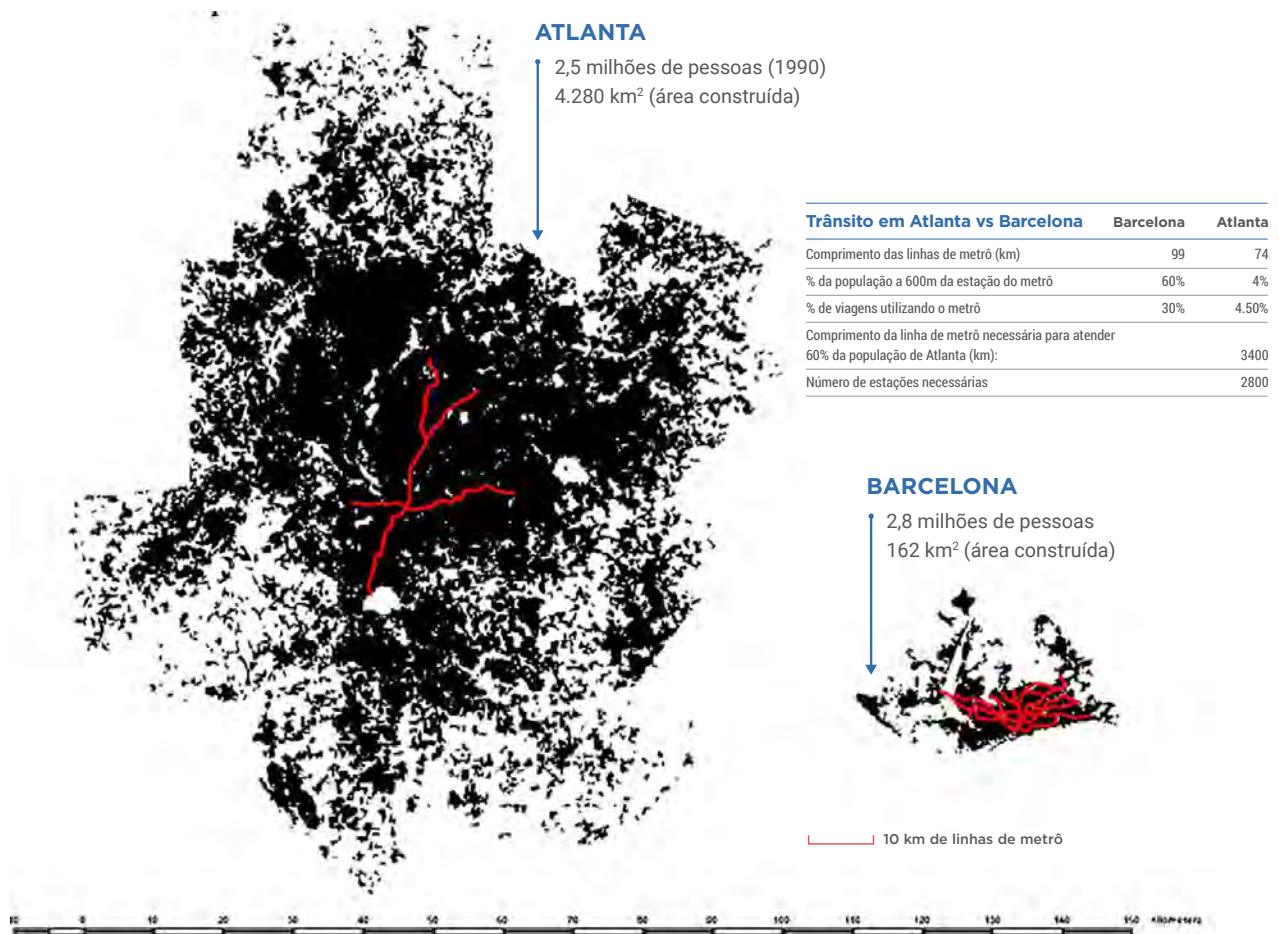 ATLANTA
2,5 milhões de pessoas (1990)
4.280 km² (área construída)
Trânsito em Atlanta vs Barcelona Barcelona Atlanta
Comprimento das linhas de metrô (km) 99 74
% da população a 600m da estação do metrô 60% 4%
% de viagens utilizando o metrô 30% 4.50%
Comprimento da linha de metrô necessária para atender
60% da população de Atlanta (km): 3400
Número de estações necessárias 2800
BARCELONA
2,8 milhões de pessoas
162 km² (área construída)
10 km de linhas de metrô
10 20 30 40 50 60 70 80 90 100 110 120 130 140 150 Kilometers